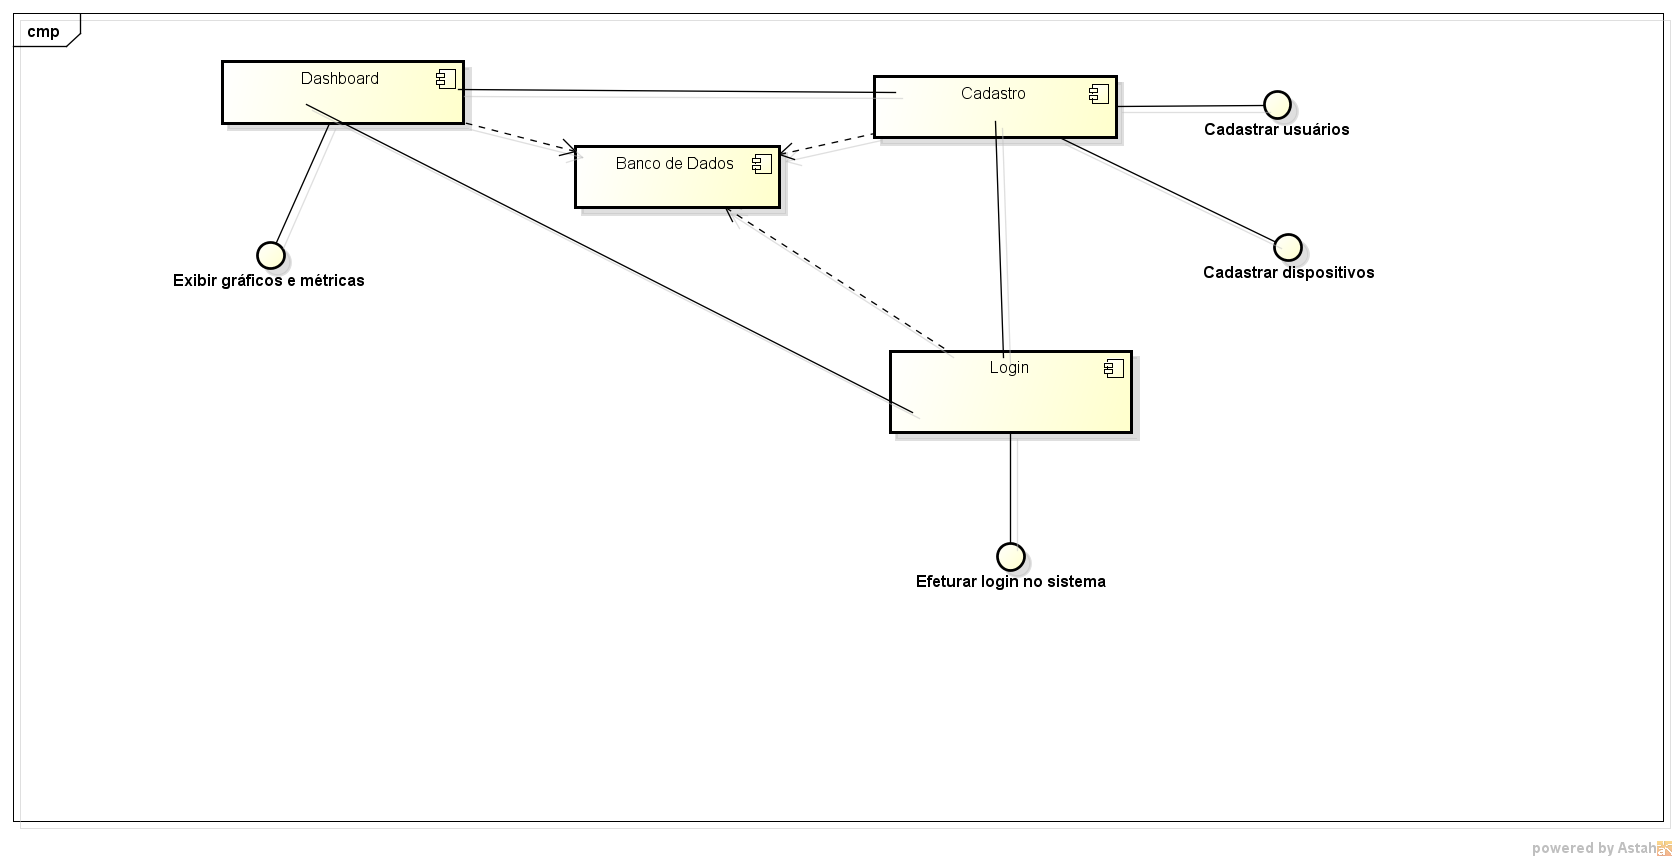 cmp
Dashboard
Cadastro
Cadastrar usuários
Banco de Dados
Exibir gráficos e métricas
Cadastrar dispositivos
Login
Efeturar login no sistema
powered by Astah